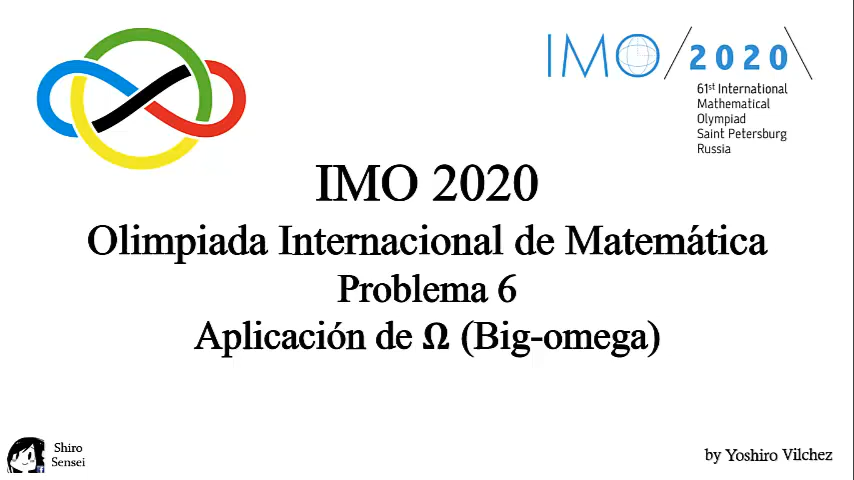 IMO/2020\
61st International
Mathematical
Olympiad
Saint Petersburg
Russia
IMO 2020
Olimpiada Internacional de Matemática
Problema 6
Aplicación de Ω (Big-omega)
Shiro
Sensei
by Yoshiro Vilchez